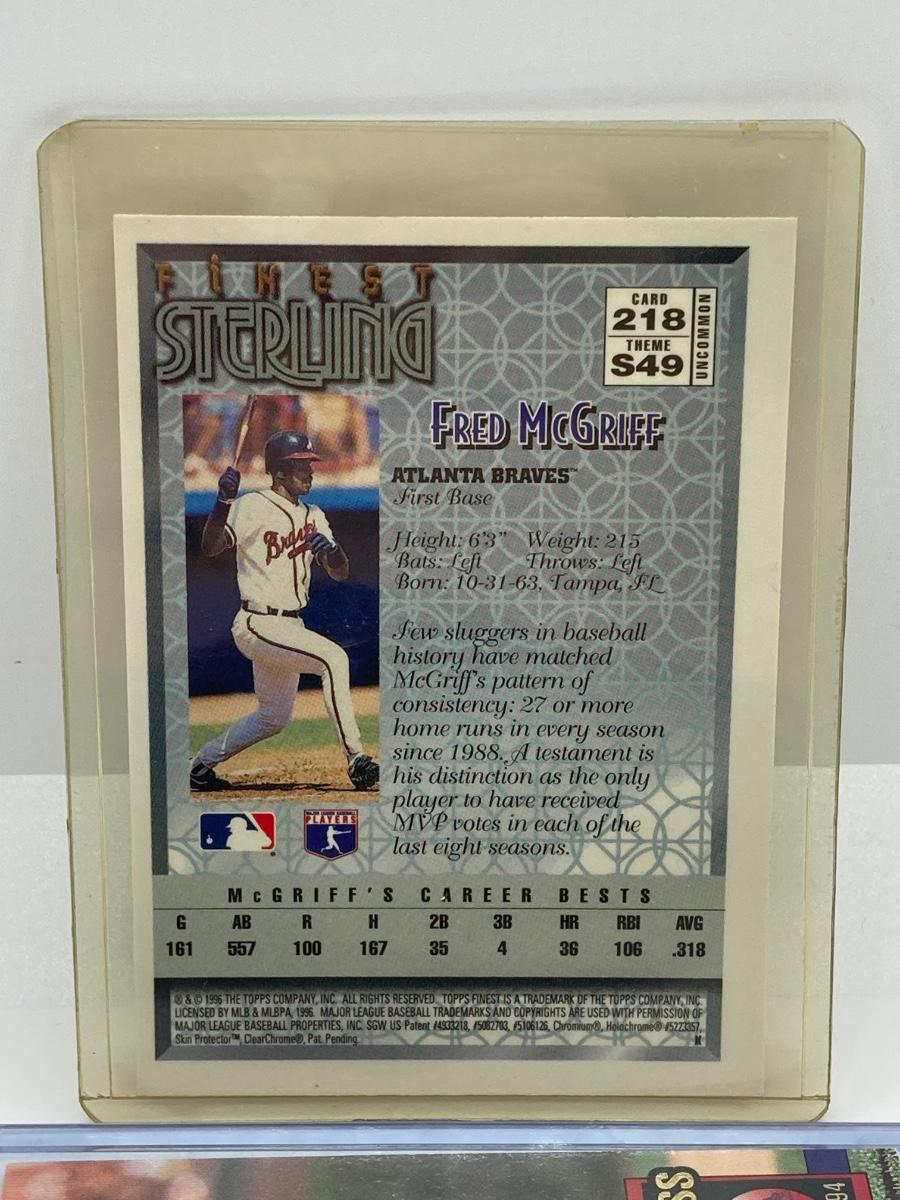 FINEST
STERLING
CARD
218
THEME
S49
UNCOMMON
FRED McGRIFF
ATLANTA BRAVES™
First Base
Height: 6'3" Weight: 215
Bats: Left Throws: Left
Born: 10-31-63, Tampa, FL
Few sluggers in baseball
history have matched
McGriff's pattern of
consistency: 27 or more
home runs in every season
since 1988. A testament is
his distinction as the only
player to have received
MVP votes in each of the
last eight seasons.
Braves
MAJOR LEAGUE BASEBALL
PLAYERS
McGRIFF'S CAREER BESTS
G AB R H 2B 3B HR RBI AVG
161 557 100 167 35 4 36 106 .318
® & © 1996 THE TOPPS COMPANY, INC. ALL RIGHTS RESERVED. TOPPS FINEST IS A TRADEMARK OF THE TOPPS COMPANY, INC.
LICENSED BY MLB & MLBPA, 1996. MAJOR LEAGUE BASEBALL TRADEMARKS AND COPYRIGHTS ARE USED WITH PERMISSION OF
MAJOR LEAGUE BASEBALL PROPERTIES, INC. SGW US Patent #4933218, #5082703, #5106126, Chromium®, Holochrome® #5223357,
Skin Protector™, ClearChrome®, Pat. Pending.